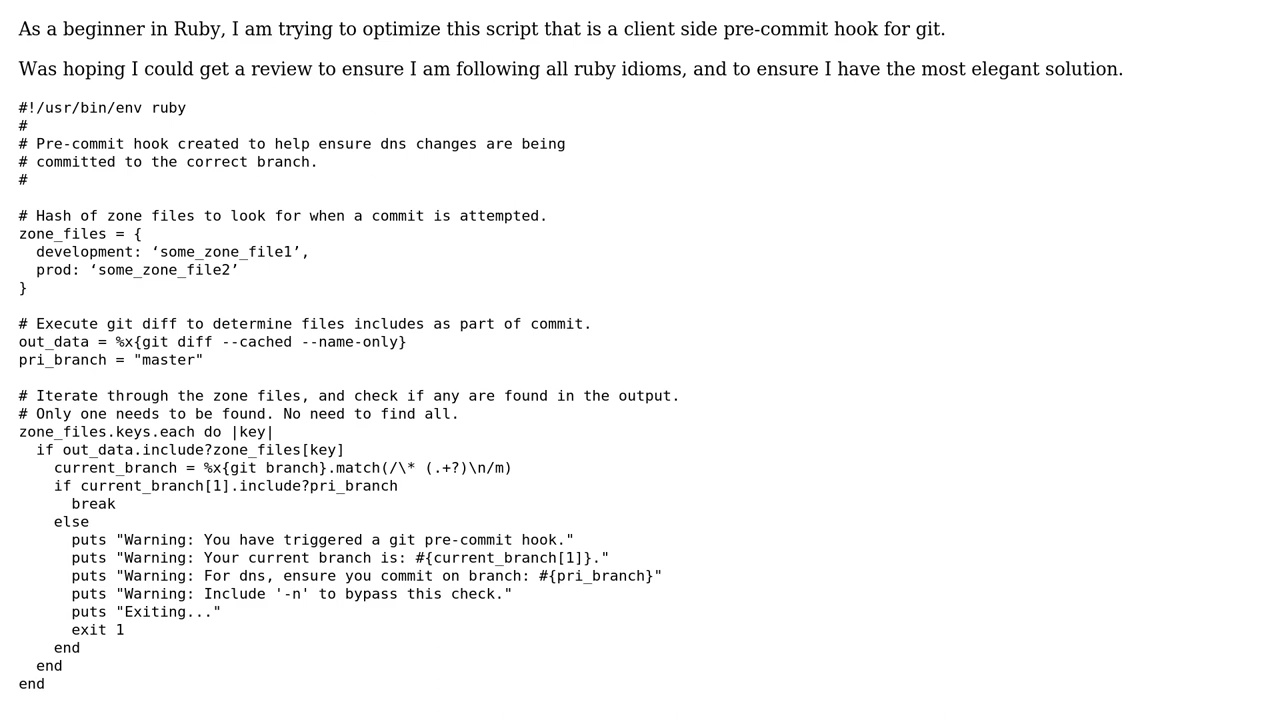 As a beginner in Ruby, I am trying to optimize this script that is a client side pre-commit hook for git.
Was hoping I could get a review to ensure I am following all ruby idioms, and to ensure I have the most elegant solution.
#!/usr/bin/env ruby
#
# Pre-commit hook created to help ensure dns changes are being
# committed to the correct branch.
#
# Hash of zone files to look for when a commit is attempted.
zone_files = {
  development: ‘some_zone_file1’,
  prod: ‘some_zone_file2’
}
# Execute git diff to determine files includes as part of commit.
out_data = %x{git diff --cached --name-only}
pri_branch = "master"
# Iterate through the zone files, and check if any are found in the output.
# Only one needs to be found. No need to find all.
zone_files.keys.each do |key|
  if out_data.include?zone_files[key]
    current_branch = %x{git branch}.match(/\* (.+?)\n/m)
    if current_branch[1].include?pri_branch
      break
    else
      puts "Warning: You have triggered a git pre-commit hook."
      puts "Warning: Your current branch is: #{current_branch[1]}."
      puts "Warning: For dns, ensure you commit on branch: #{pri_branch}"
      puts "Warning: Include '-n' to bypass this check."
      puts "Exiting..."
      exit 1
    end
  end
end